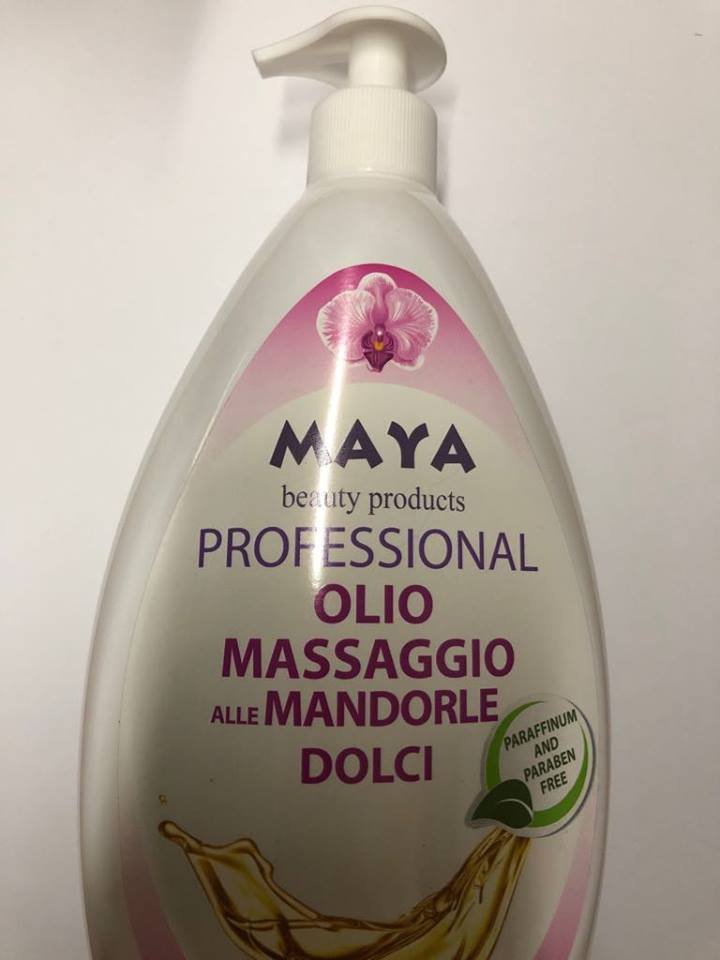 MAYA
beauty products
PROFESSIONAL
OLIO
MASSAGGIO
ALLE MANDORLE
DOLCI
PARAFFINUM
AND
PARABEN
FREE